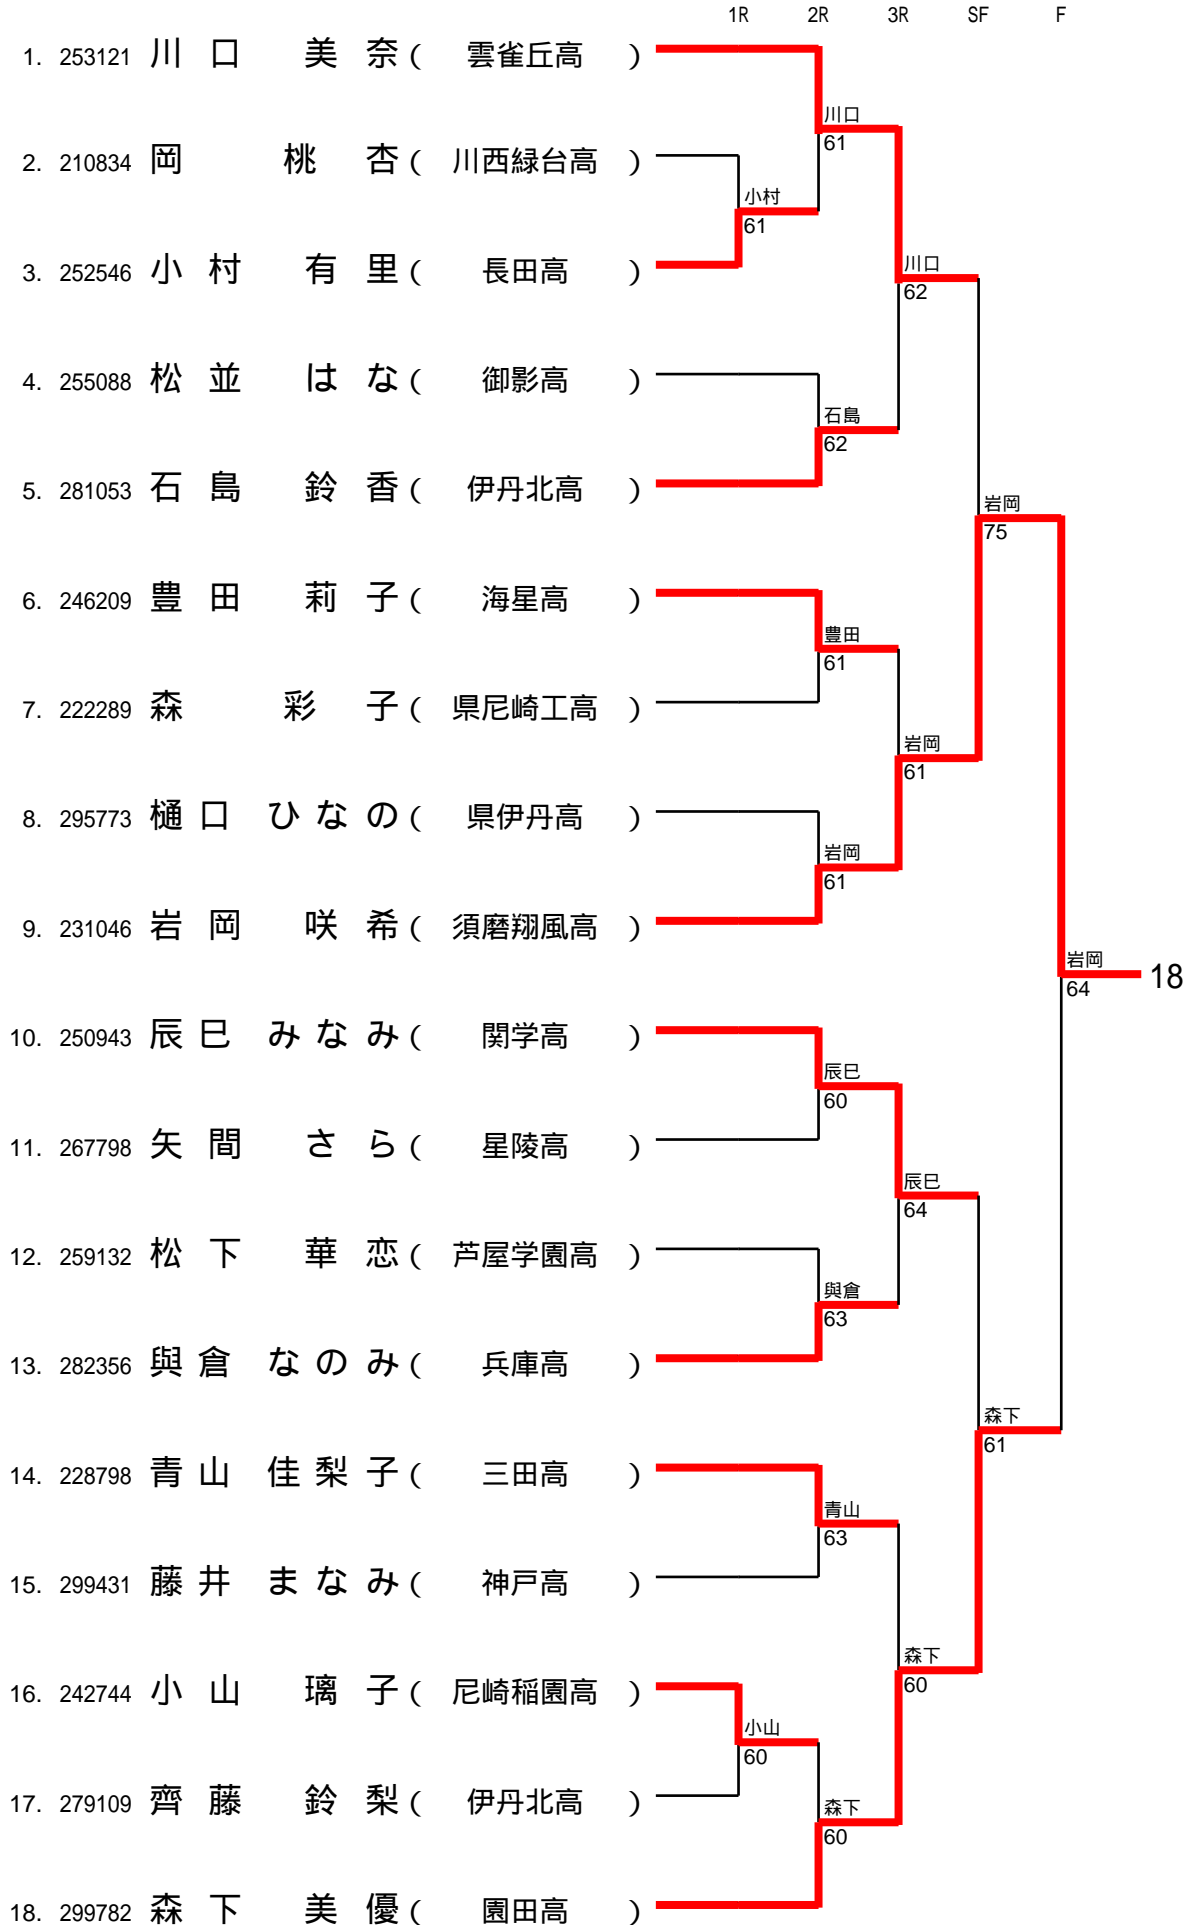 1R 2R 3R SF F
1. 253121 川口 美奈 ( 雲雀丘高 )
川口
61
2. 210834 岡 桃杏 ( 川西緑台高 )
小村
61
3. 252546 小村 有里 ( 長田高 )
川口
62
4. 255088 松並 はな ( 御影高 )
石島
62
5. 281053 石島 鈴香 ( 伊丹北高 )
岩岡
75
6. 246209 豊田 莉子 ( 海星高 )
豊田
61
7. 222289 森 彩子 ( 県尼崎工高 )
岩岡
61
8. 295773 樋口 ひなの ( 県伊丹高 )
岩岡
61
9. 231046 岩岡 咲希 ( 須磨翔風高 )
岩岡
64
18
10. 250943 辰巳 みなみ ( 関学高 )
辰巳
60
11. 267798 矢間 さら ( 星陵高 )
辰巳
64
12. 259132 松下 華恋 ( 芦屋学園高 )
與倉
63
13. 282356 與倉 なのみ ( 兵庫高 )
森下
61
14. 228798 青山 佳梨子 ( 三田高 )
青山
63
15. 299431 藤井 まなみ ( 神戸高 )
森下
60
16. 242744 小山 璃子 ( 尼崎稲園高 )
小山
60
17. 279109 齊藤 鈴梨 ( 伊丹北高 )
森下
60
18. 299782 森下 美優 ( 園田高 )